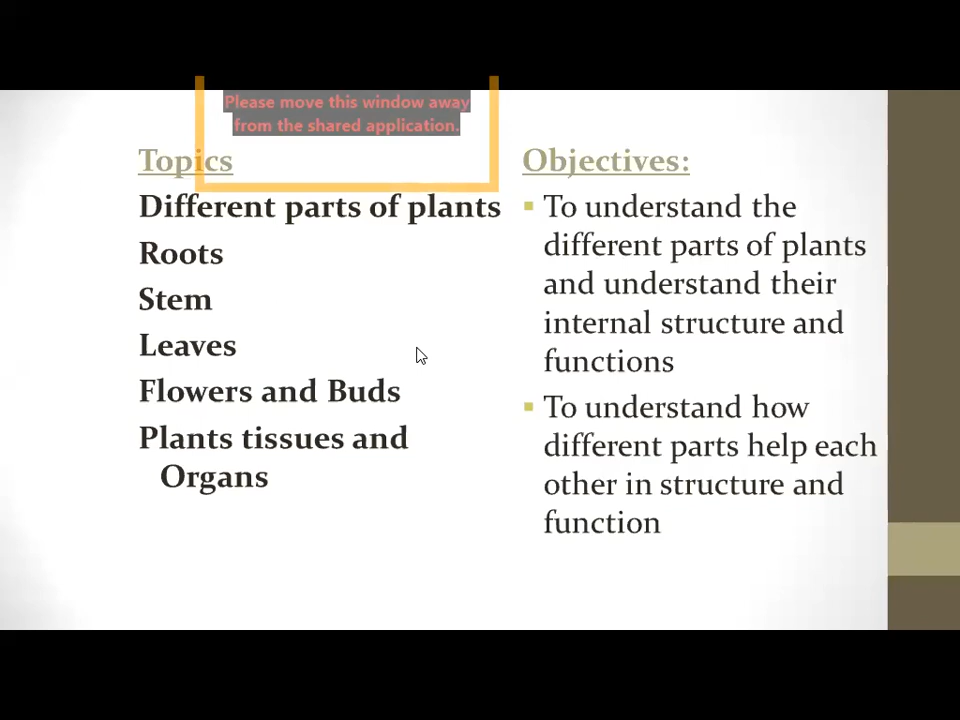 Please move this window away
from the shared application.
Topics
Different parts of plants
Roots
Stem
Leaves
Flowers and Buds
Plants tissues and
Organs
Objectives:
▪ To understand the
different parts of plants
and understand their
internal structure and
functions
▪ To understand how
different parts help each
other in structure and
function